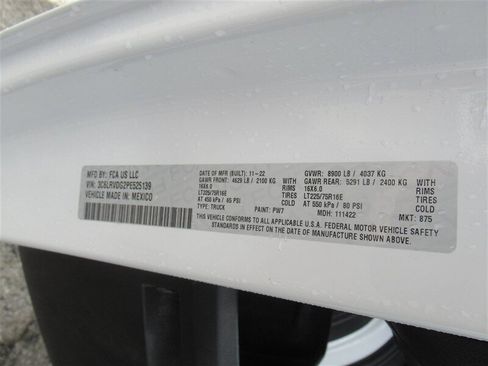 MFD BY: FCA US LLC
VIN: 3C6LRVDG2PE525139
VEHICLE MADE IN: MEXICO
DATE OF MFR (BUILT): 11-22
GAWR FRONT: 4629 LB / 2100 KG
16X6.0
LT225/75R16E
AT 450 kPa / 65 PSI
TYPE: TRUCK
WITH
RIMS
TIRES
COLD
PAINT: PW7
GVWR: 8900 LB / 4037 KG
GAWR REAR: 5291 LB / 2400 KG
16X6.0
LT225/75R16E
AT 550 kPa / 80 PSI
MDH: 111422
WITH
RIMS
TIRES
COLD
MKT: 875
THIS VEHICLE CONFORMS TO ALL APPLICABLE U.S.A. FEDERAL MOTOR VEHICLE SAFETY
STANDARDS IN EFFECT ON THE DATE OF MANUFACTURE SHOWN ABOVE.